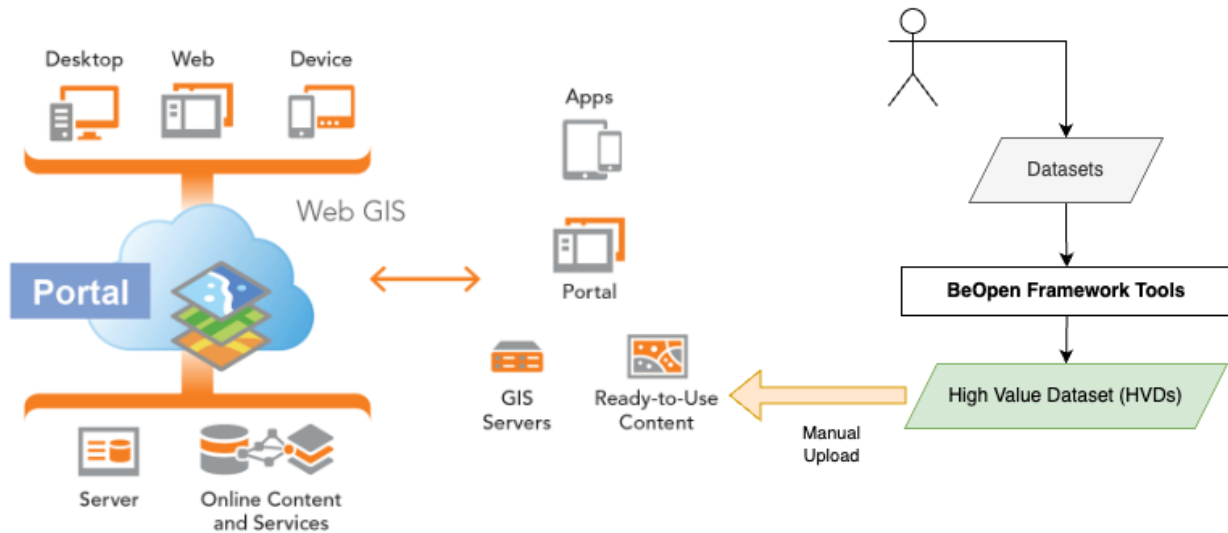 Desktop
Web
Device
Web GIS
Portal
Server
Online Content
and Services
Apps
Portal
GIS
Servers
Ready-to-Use
Content
Manual
Upload
Datasets
BeOpen Framework Tools
High Value Dataset (HVDs)